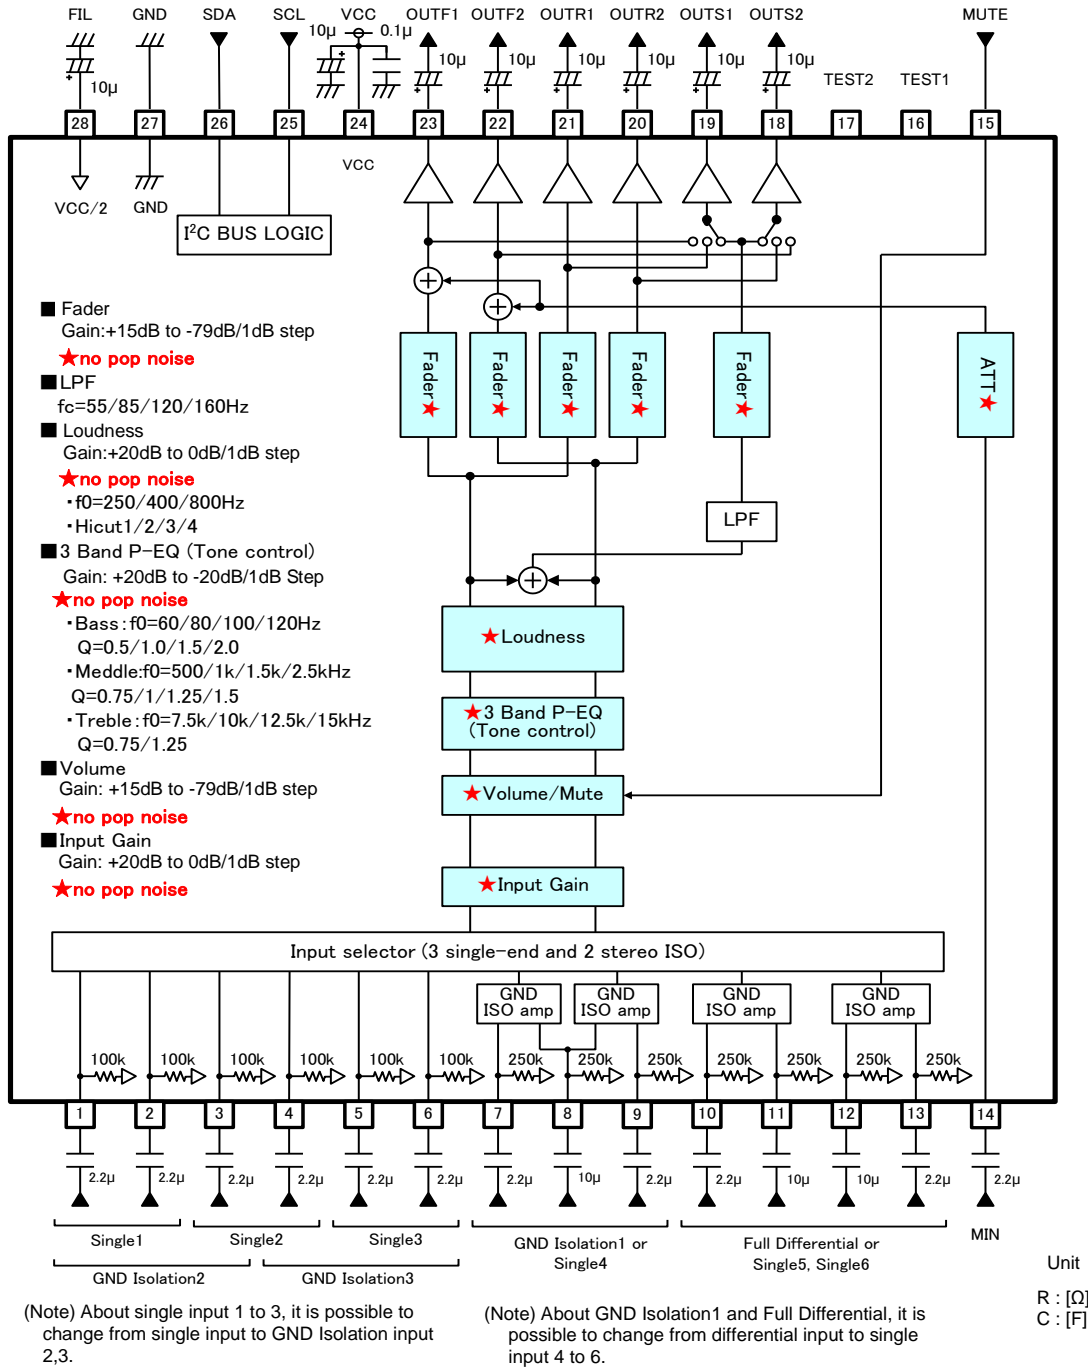 FIL GND SDA SCL VCC OUTF1 OUTF2 OUTR1 OUTR2 OUTS1 OUTS2 MUTE
10μ 0.1μ
10μ 10μ 10μ 10μ 10μ 10μ 10μ
TEST2 TEST1
28 27 26 25 24 23 22 21 20 19 18 17 16 15
VCC
VCC/2 GND
I²C BUS LOGIC
■ Fader
Gain:+15dB to -79dB/1dB step
★no pop noise
■ LPF
fc=55/85/120/160Hz
■ Loudness
Gain:+20dB to 0dB/1dB step
★no pop noise
・f0=250/400/800Hz
・Hicut1/2/3/4
■ 3 Band P-EQ (Tone control)
Gain: +20dB to -20dB/1dB Step
★no pop noise
・Bass:f0=60/80/100/120Hz
Q=0.5/1.0/1.5/2.0
・Meddle:f0=500/1k/1.5k/2.5kHz
Q=0.75/1/1.25/1.5
・Treble:f0=7.5k/10k/12.5k/15kHz
Q=0.75/1.25
■ Volume
Gain: +15dB to -79dB/1dB step
★no pop noise
■ Input Gain
Gain: +20dB to 0dB/1dB step
★no pop noise
Fader★ Fader★ Fader★ Fader★ Fader★ ATT★
LPF
★Loudness
★3 Band P-EQ
(Tone control)
★Volume/Mute
★Input Gain
Input selector (3 single-end and 2 stereo ISO)
GND
ISO amp
GND
ISO amp
GND
ISO amp
GND
ISO amp
100k 100k 100k 100k 100k 100k 250k 250k 250k 250k 250k 250k 250k
1 2 3 4 5 6 7 8 9 10 11 12 13 14
2.2μ 2.2μ 2.2μ 2.2μ 2.2μ 2.2μ 2.2μ 10μ 2.2μ 2.2μ 10μ 10μ 2.2μ 2.2μ
Single1 Single2 Single3
GND Isolation1 or
Single4
Full Differential or
Single5, Single6
MIN
GND Isolation2 GND Isolation3
Unit
R : [Ω]
C : [F]
(Note) About single input 1 to 3, it is possible to
change from single input to GND Isolation input
2,3.
(Note) About GND Isolation1 and Full Differential, it is
possible to change from differential input to single
input 4 to 6.